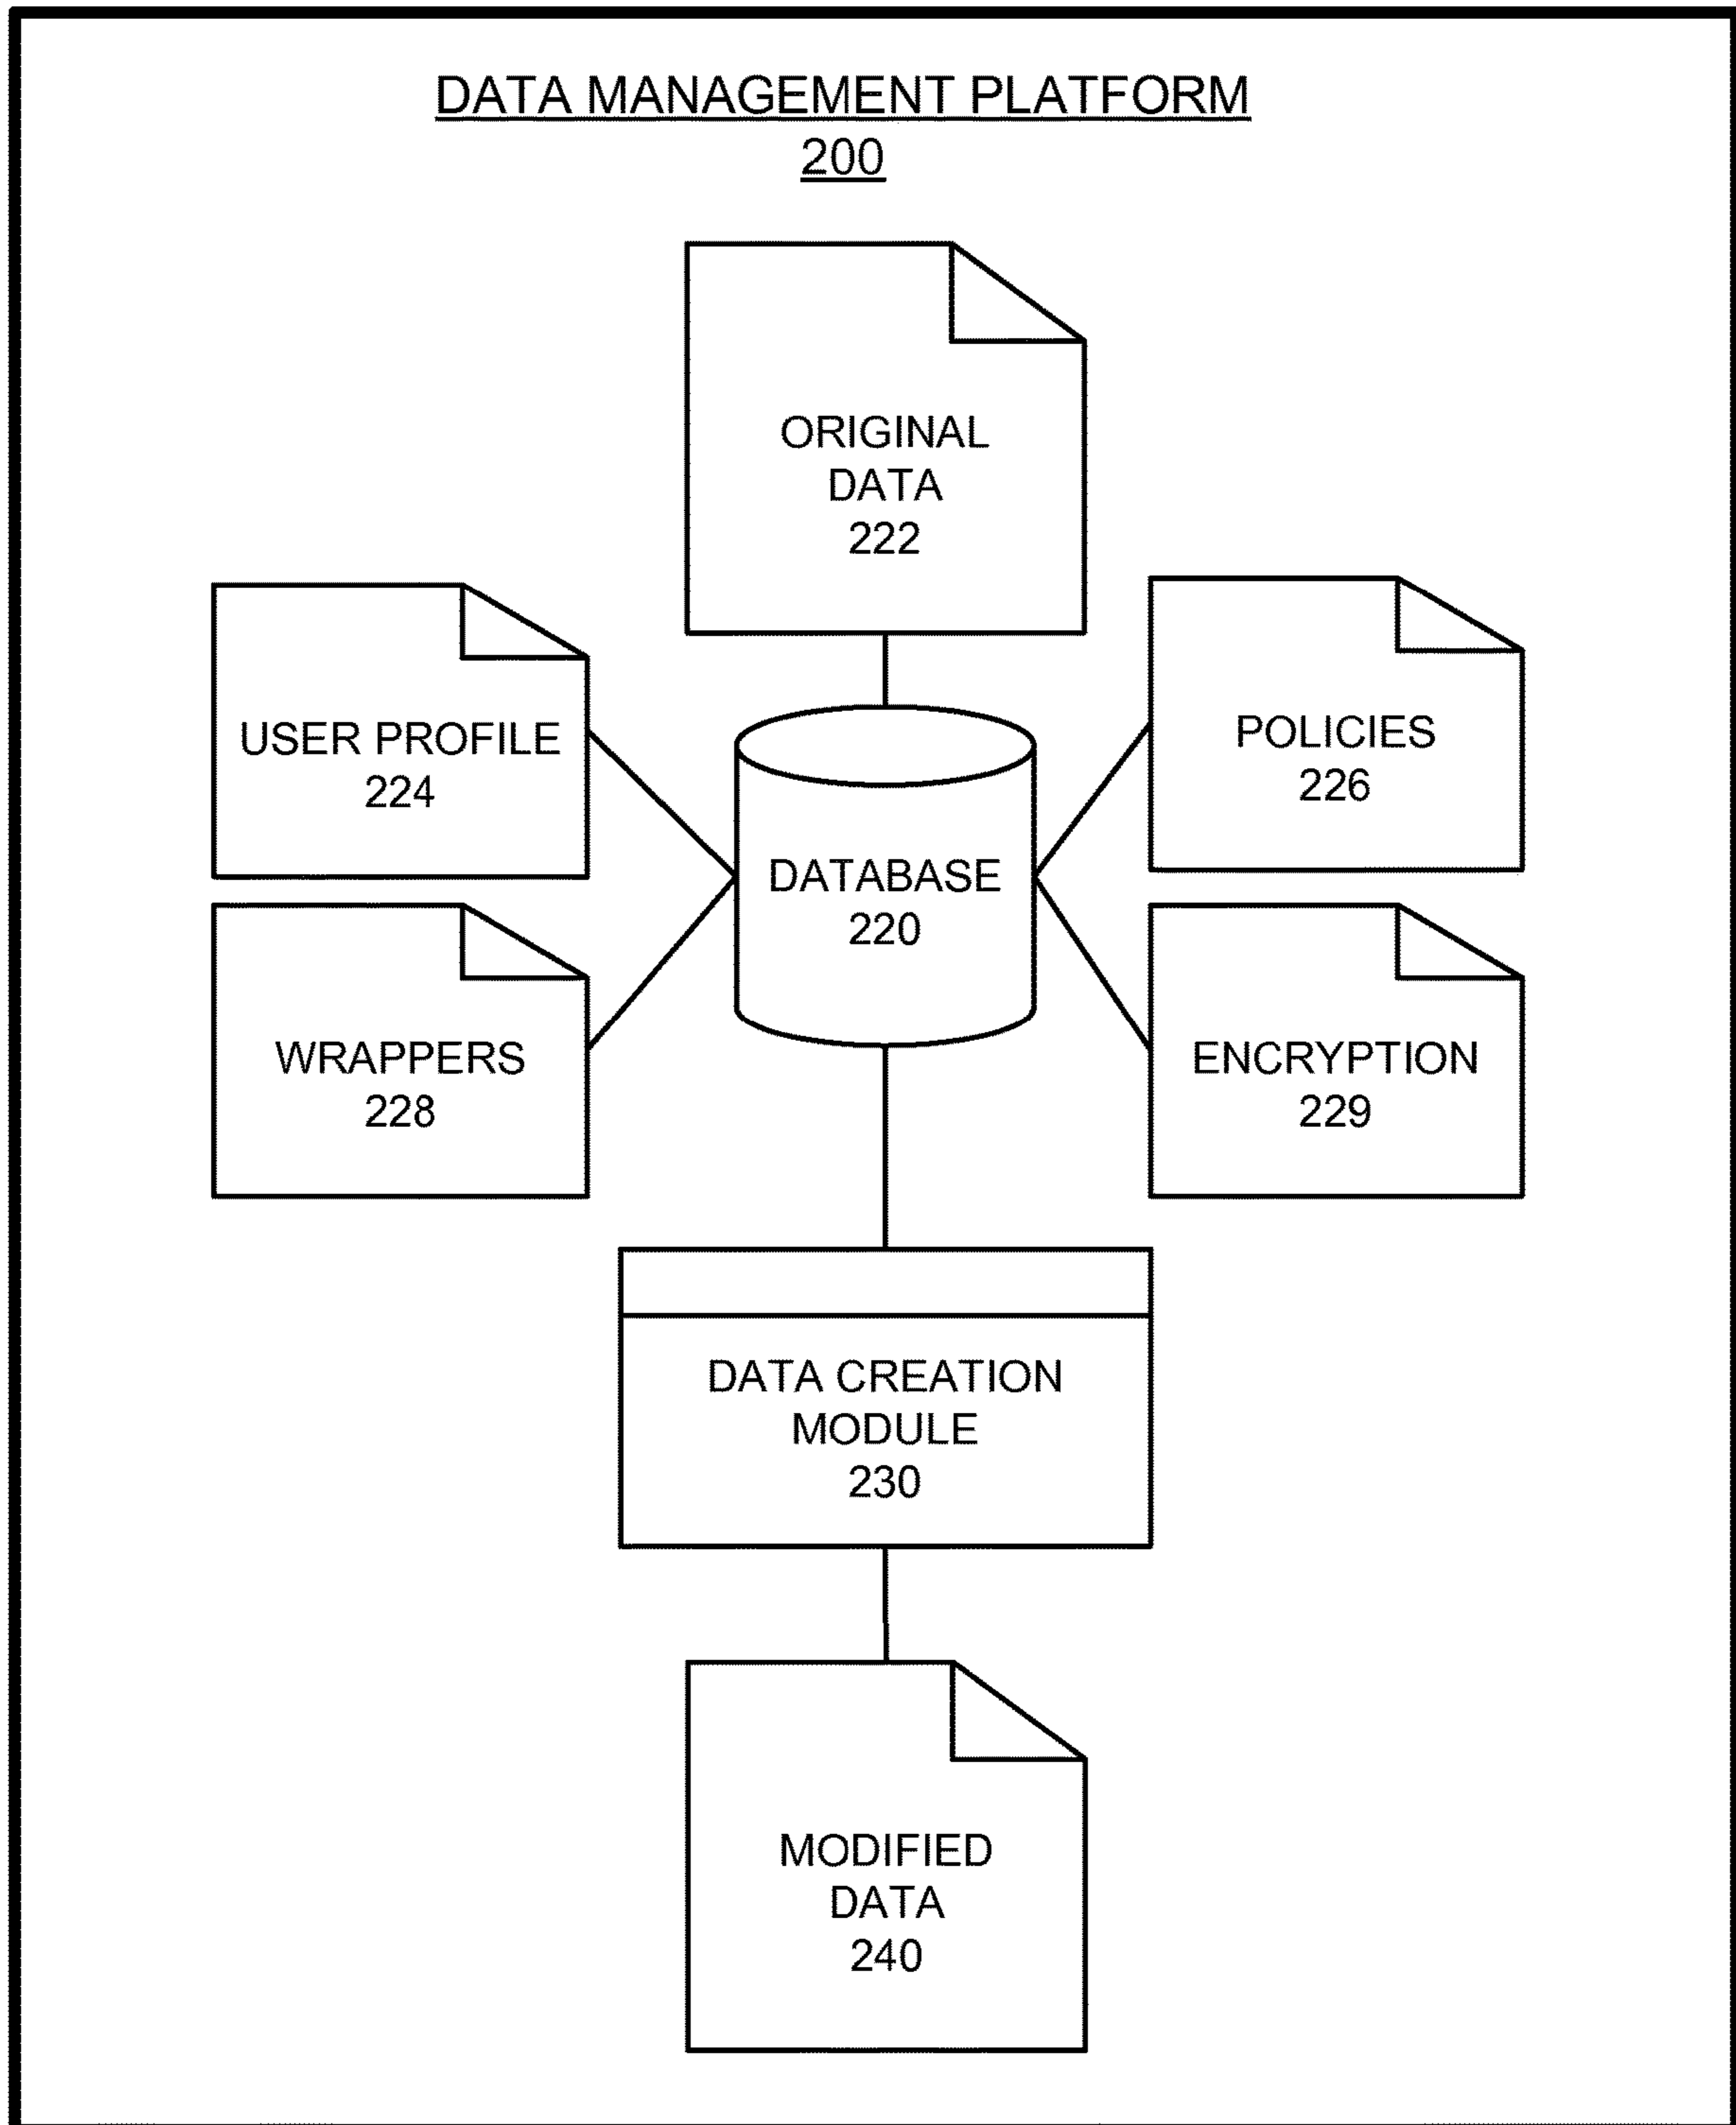 DATA MANAGEMENT PLATFORM
200
ORIGINAL
DATA
222
USER PROFILE
224
POLICIES
226
DATABASE
220
WRAPPERS
228
ENCRYPTION
229
DATA CREATION
MODULE
230
MODIFIED
DATA
240